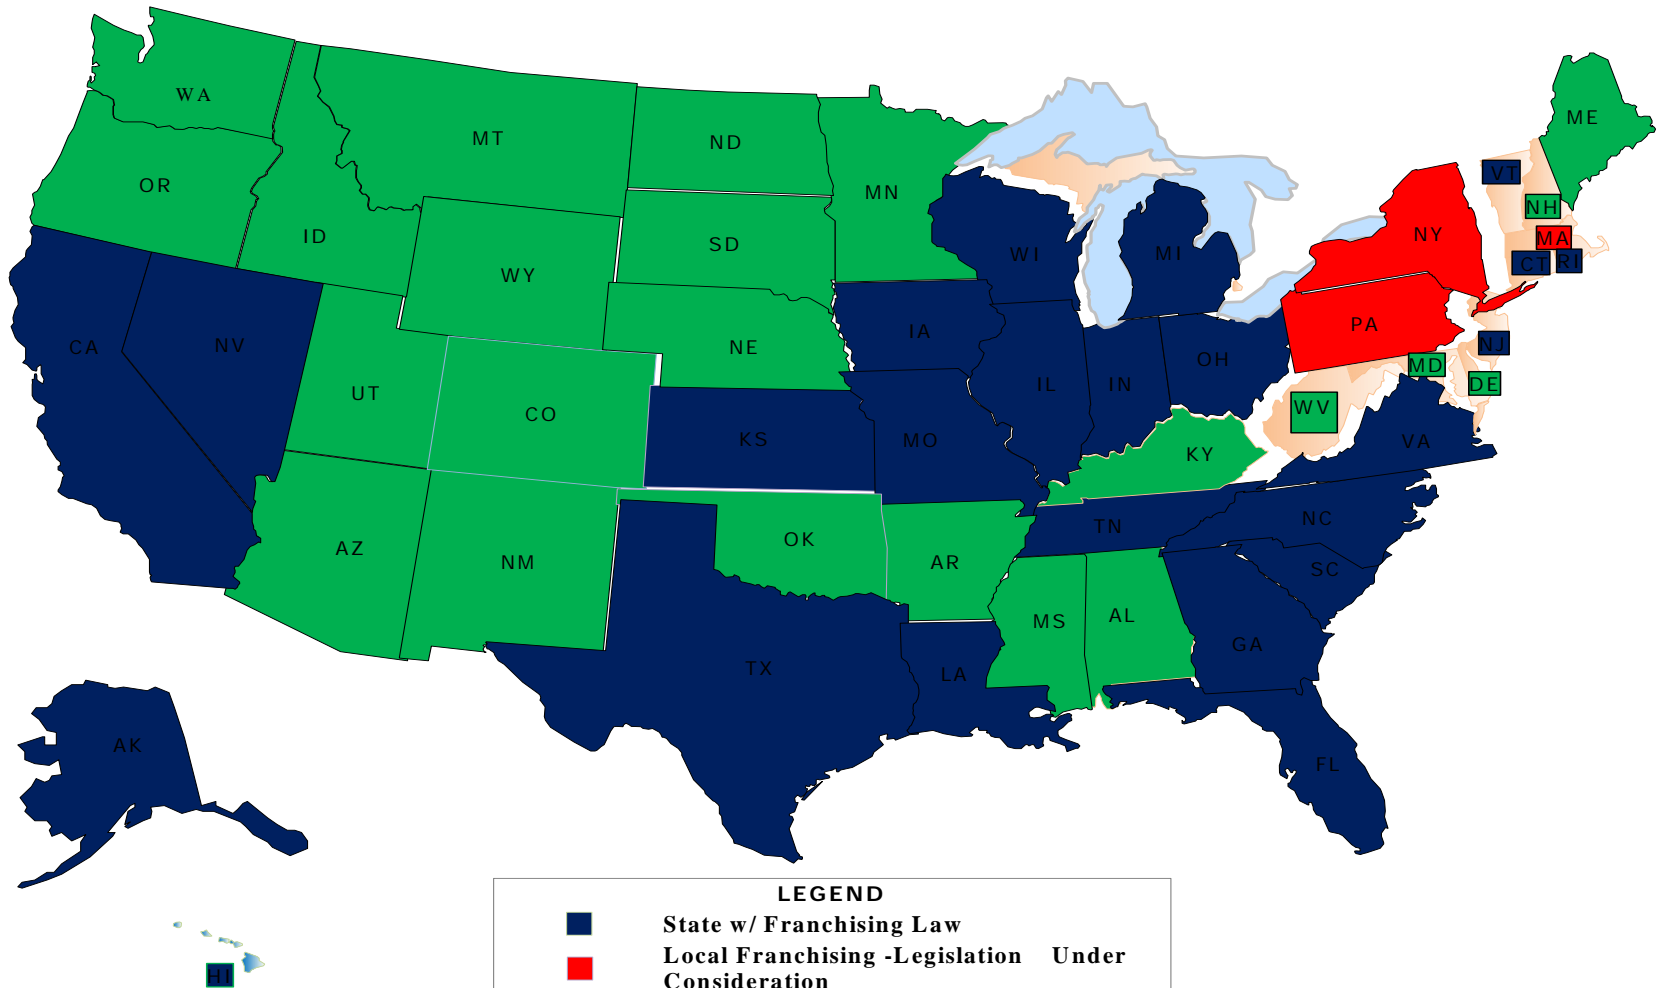 WA
ME
MT
ND
VT
OR
MN
NH
ID
SD
NY
MA
WI
MI
CT
RI
WY
PA
IA
NJ
CA
NV
NE
OH
MD
UT
IL
IN
DE
CO
WV
KS
MO
VA
KY
TN
NC
AZ
OK
NM
AR
SC
MS
AL
GA
TX
LA
AK
FL
HI
LEGEND
State w/ Franchising Law
Local Franchising -Legislation Under
Consideration